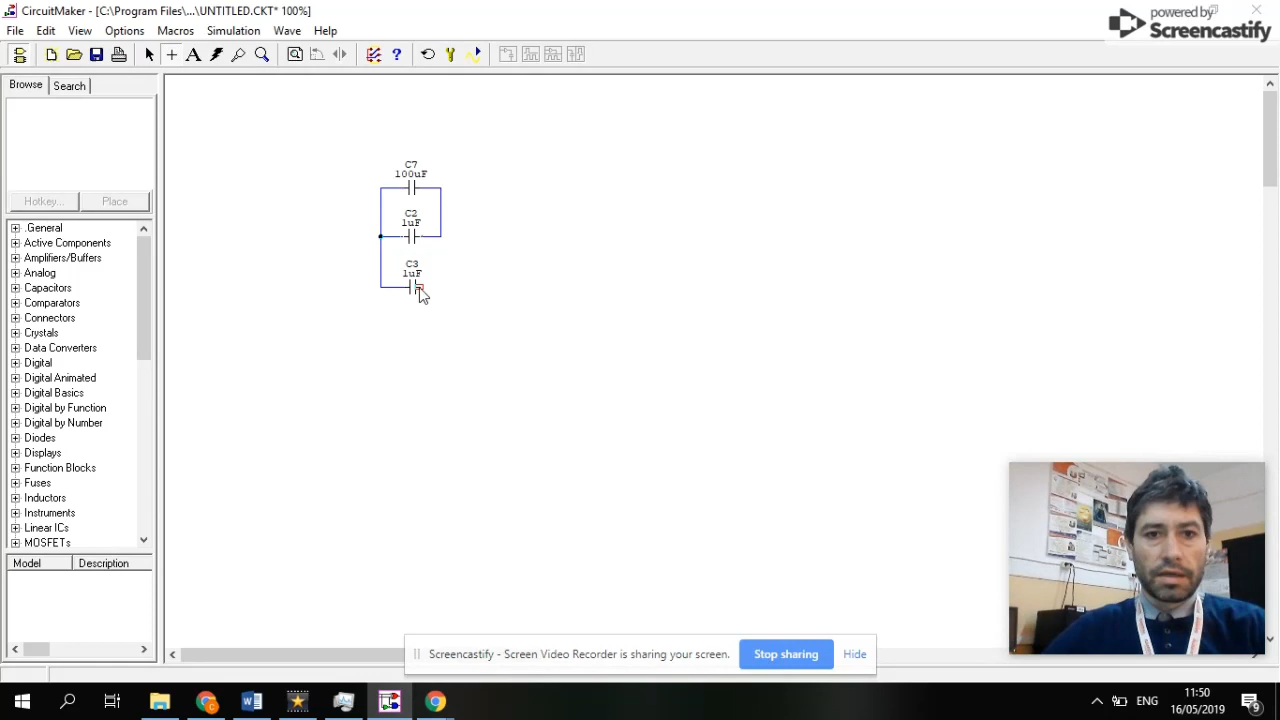 CircuitMaker - [C:\Program Files\...\UNTITLED.CKT* 100%]
powered by
Screencastify
File Edit View Options Macros Simulation Wave Help
Browse Search
C7
100uF
Hotkey... Place
C2
1uF
.General
Active Components
Amplifiers/Buffers
C3
1uF
Analog
Capacitors
Comparators
Connectors
Crystals
Data Converters
Digital
Digital Animated
Digital Basics
Digital by Function
Digital by Number
Diodes
Displays
Function Blocks
Fuses
Inductors
Instruments
Linear ICs
MOSFETs
Model Description
Screencastify - Screen Video Recorder is sharing your screen. Stop sharing Hide
ENG
11:50
16/05/2019
9